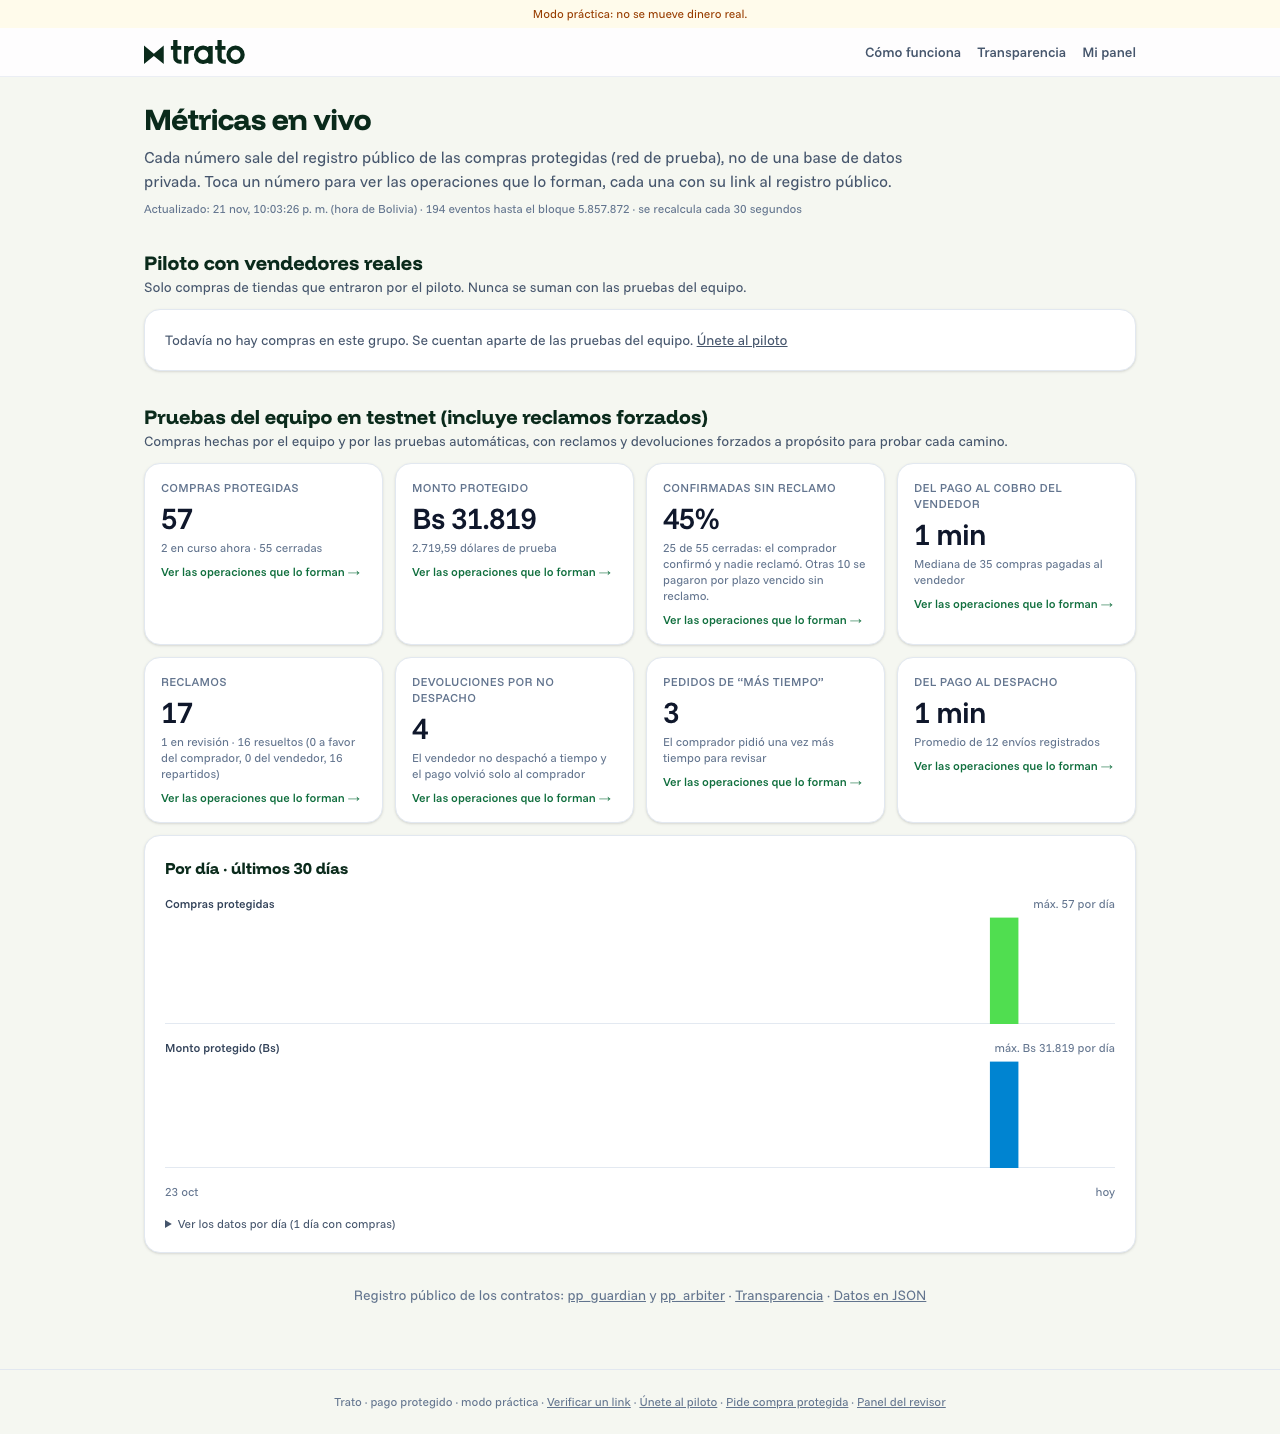 Modo práctica: no se mueve dinero real.
trato
Cómo funciona
Transparencia
Mi panel
Métricas en vivo
Cada número sale del registro público de las compras protegidas (red de prueba), no de una base de datos
privada. Toca un número para ver las operaciones que lo forman, cada una con su link al registro público.
Actualizado: 21 nov, 10:03:26 p. m. (hora de Bolivia) · 194 eventos hasta el bloque 5.857.872 · se recalcula cada 30 segundos
Piloto con vendedores reales
Solo compras de tiendas que entraron por el piloto. Nunca se suman con las pruebas del equipo.
Todavía no hay compras en este grupo. Se cuentan aparte de las pruebas del equipo. Únete al piloto
Pruebas del equipo en testnet (incluye reclamos forzados)
Compras hechas por el equipo y por las pruebas automáticas, con reclamos y devoluciones forzados a propósito para probar cada camino.
COMPRAS PROTEGIDAS
57
2 en curso ahora · 55 cerradas
Ver las operaciones que lo forman →
MONTO PROTEGIDO
Bs 31.819
2.719,59 dólares de prueba
Ver las operaciones que lo forman →
CONFIRMADAS SIN RECLAMO
45%
25 de 55 cerradas: el comprador
confirmó y nadie reclamó. Otras 10 se
pagaron por plazo vencido sin
reclamo.
Ver las operaciones que lo forman →
DEL PAGO AL COBRO DEL
VENDEDOR
1 min
Mediana de 35 compras pagadas al
vendedor
Ver las operaciones que lo forman →
RECLAMOS
17
1 en revisión · 16 resueltos (0 a favor
del comprador, 0 del vendedor, 16
repartidos)
Ver las operaciones que lo forman →
DEVOLUCIONES POR NO
DESPACHO
4
El vendedor no despachó a tiempo y
el pago volvió solo al comprador
Ver las operaciones que lo forman →
PEDIDOS DE “MÁS TIEMPO”
3
El comprador pidió una vez más
tiempo para revisar
Ver las operaciones que lo forman →
DEL PAGO AL DESPACHO
1 min
Promedio de 12 envíos registrados
Ver las operaciones que lo forman →
Por día · últimos 30 días
Compras protegidas
máx. 57 por día
Monto protegido (Bs)
máx. Bs 31.819 por día
23 oct
hoy
Ver los datos por día (1 día con compras)
Registro público de los contratos: pp_guardian y pp_arbiter · Transparencia · Datos en JSON
Trato · pago protegido · modo práctica · Verificar un link · Únete al piloto · Pide compra protegida · Panel del revisor